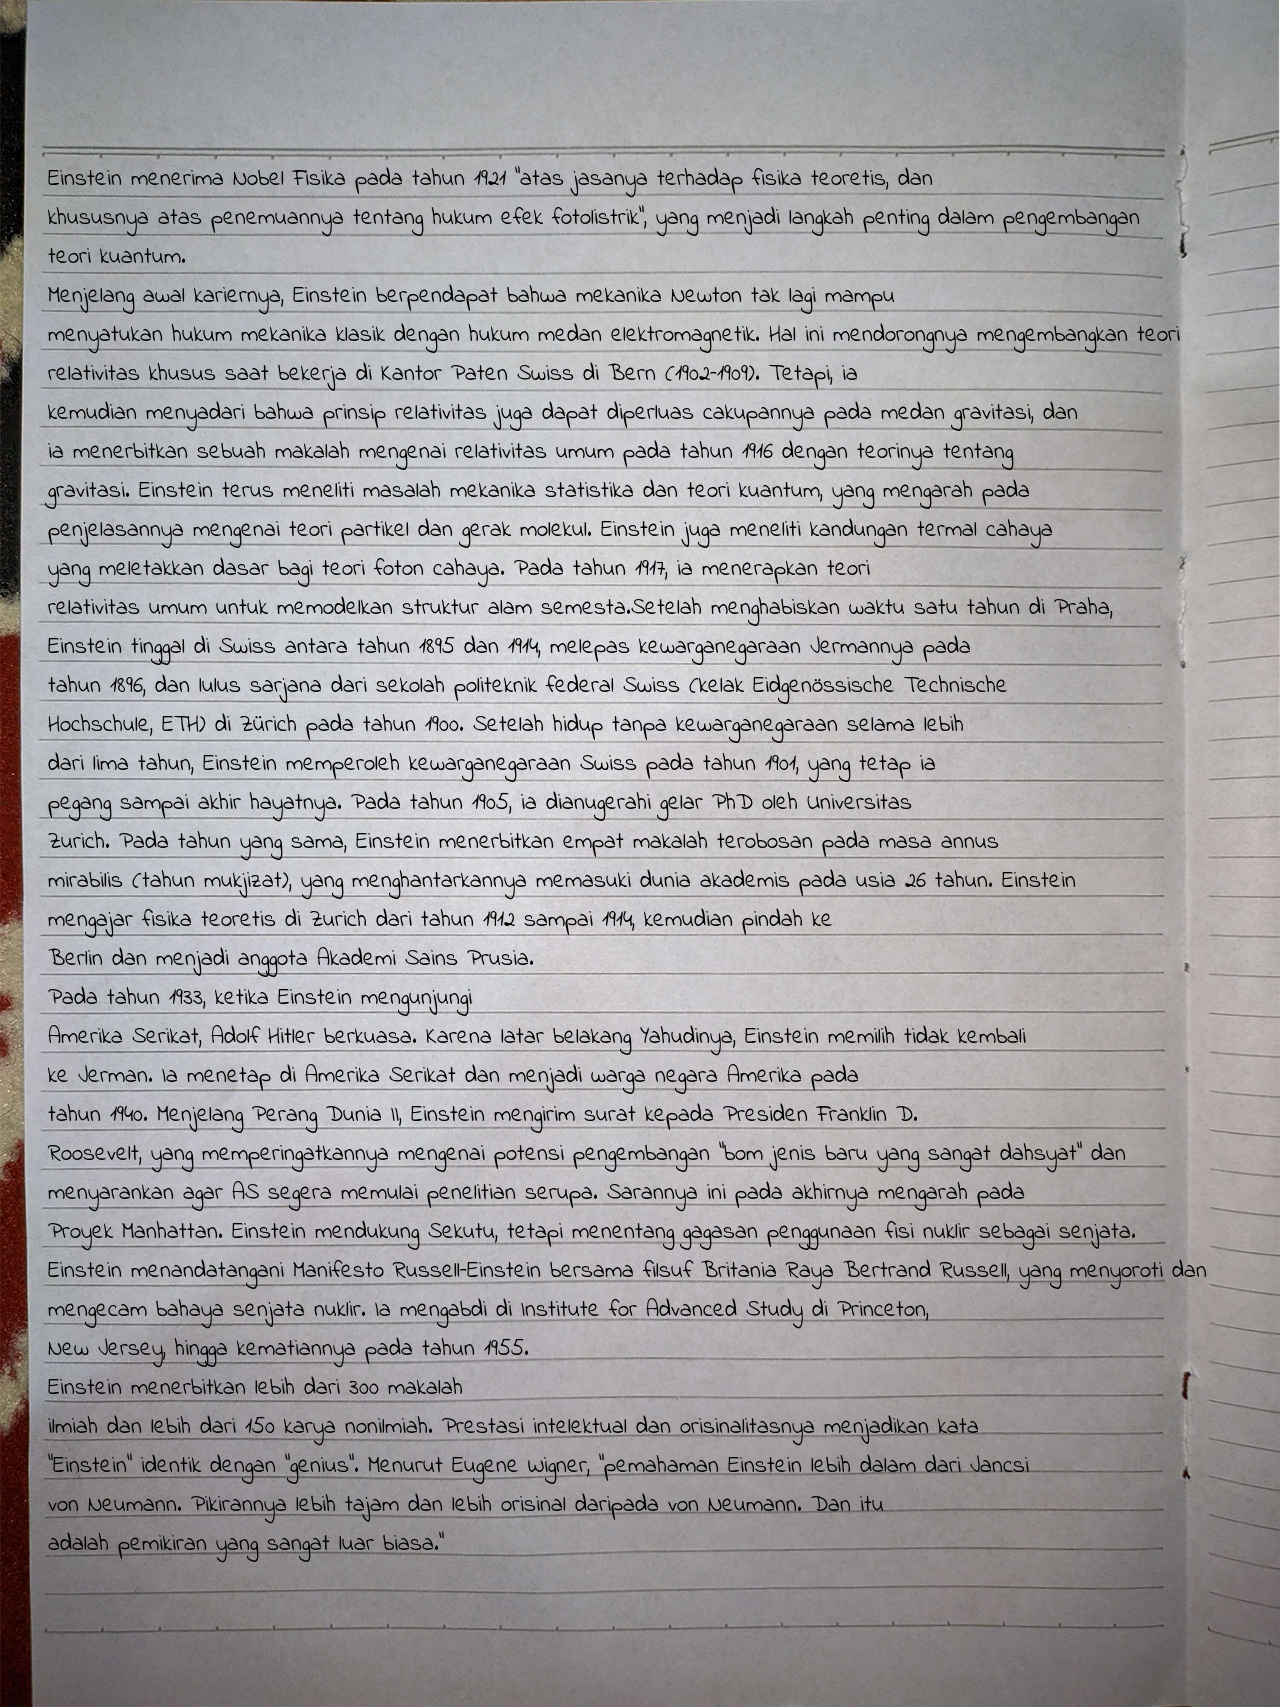 Einstein menerima Nobel Fisika pada tahun 1921 "atas jasanya terhadap fisika teoretis, dan
khususnya atas penemuannya tentang hukum efek fotolistrik", yang menjadi langkah penting dalam pengembangan
teori kuantum.
Menjelang awal kariernya, Einstein berpendapat bahwa mekanika Newton tak lagi mampu
menyatukan hukum mekanika klasik dengan hukum medan elektromagnetik. Hal ini mendorongnya mengembangkan teori
relativitas khusus saat bekerja di Kantor Paten Swiss di Bern (1902-1909). Tetapi, ia
kemudian menyadari bahwa prinsip relativitas juga dapat diperluas cakupannya pada medan gravitasi, dan
ia menerbitkan sebuah makalah mengenai relativitas umum pada tahun 1916 dengan teorinya tentang
gravitasi. Einstein terus meneliti masalah mekanika statistika dan teori kuantum, yang mengarah pada
penjelasannya mengenai teori partikel dan gerak molekul. Einstein juga meneliti kandungan termal cahaya
yang meletakkan dasar bagi teori foton cahaya. Pada tahun 1917, ia menerapkan teori
relativitas umum untuk memodelkan struktur alam semesta.Setelah menghabiskan waktu satu tahun di Praha,
Einstein tinggal di Swiss antara tahun 1895 dan 1914, melepas kewarganegaraan Jermannya pada
tahun 1896, dan lulus sarjana dari sekolah politeknik federal Swiss (kelak Eidgenössische Technische
Hochschule, ETH) di Zürich pada tahun 1900. Setelah hidup tanpa kewarganegaraan selama lebih
dari lima tahun, Einstein memperoleh kewarganegaraan Swiss pada tahun 1901, yang tetap ia
pegang sampai akhir hayatnya. Pada tahun 1905, ia dianugerahi gelar PhD oleh Universitas
Zurich. Pada tahun yang sama, Einstein menerbitkan empat makalah terobosan pada masa annus
mirabilis (tahun mukjizat), yang menghantarkannya memasuki dunia akademis pada usia 26 tahun. Einstein
mengajar fisika teoretis di Zurich dari tahun 1912 sampai 1914, kemudian pindah ke
Berlin dan menjadi anggota Akademi Sains Prusia.
Pada tahun 1933, ketika Einstein mengunjungi
Amerika Serikat, Adolf Hitler berkuasa. Karena latar belakang Yahudinya, Einstein memilih tidak kembali
ke Jerman. Ia menetap di Amerika Serikat dan menjadi warga negara Amerika pada
tahun 1940. Menjelang Perang Dunia II, Einstein mengirim surat kepada Presiden Franklin D.
Roosevelt, yang memperingatkannya mengenai potensi pengembangan "bom jenis baru yang sangat dahsyat" dan
menyarankan agar AS segera memulai penelitian serupa. Sarannya ini pada akhirnya mengarah pada
Proyek Manhattan. Einstein mendukung Sekutu, tetapi menentang gagasan penggunaan fisi nuklir sebagai senjata.
Einstein menandatangani Manifesto Russell-Einstein bersama filsuf Britania Raya Bertrand Russell, yang menyoroti dan
mengecam bahaya senjata nuklir. Ia mengabdi di Institute for Advanced Study di Princeton,
New Jersey, hingga kematiannya pada tahun 1955.
Einstein menerbitkan lebih dari 300 makalah
ilmiah dan lebih dari 150 karya nonilmiah. Prestasi intelektual dan orisinalitasnya menjadikan kata
"Einstein" identik dengan "genius". Menurut Eugene Wigner, "pemahaman Einstein lebih dalam dari Jancsi
von Neumann. Pikirannya lebih tajam dan lebih orisinal daripada von Neumann. Dan itu
adalah pemikiran yang sangat luar biasa."